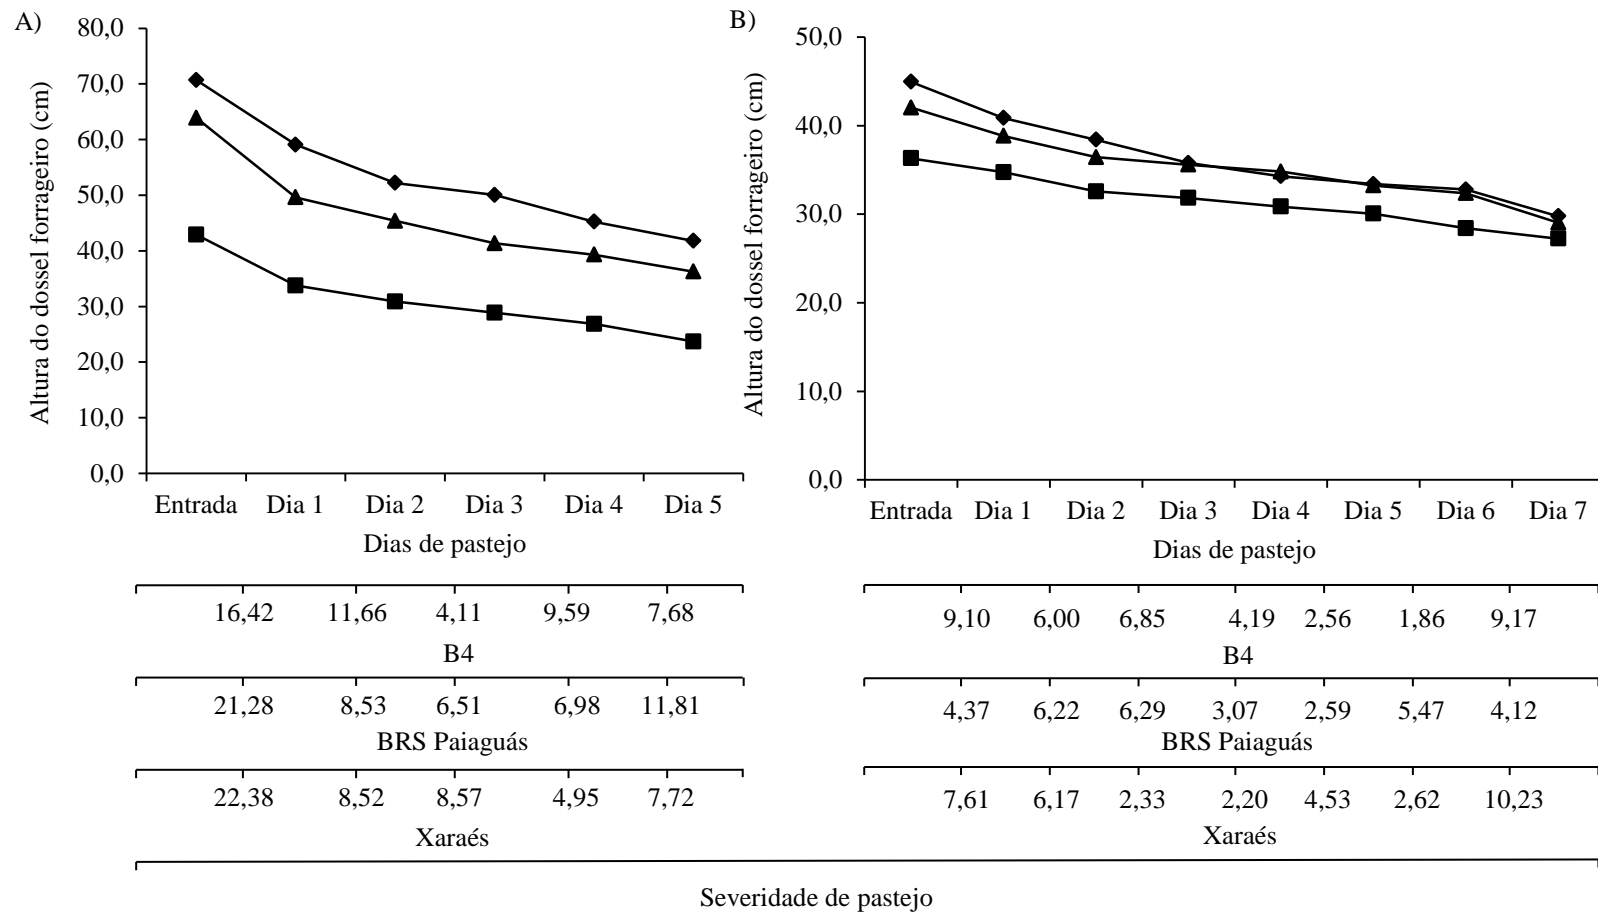 A)
Altura do dossel forrageiro (cm)
80,0
70,0
60,0
50,0
40,0
30,0
20,0
10,0
0,0
Entrada Dia 1 Dia 2 Dia 3 Dia 4 Dia 5
Dias de pastejo
16,42 11,66 4,11 9,59 7,68
B4
21,28 8,53 6,51 6,98 11,81
BRS Paiaguás
22,38 8,52 8,57 4,95 7,72
Xaraés
B)
Altura do dossel forrageiro (cm)
50,0
40,0
30,0
20,0
10,0
0,0
Entrada Dia 1 Dia 2 Dia 3 Dia 4 Dia 5 Dia 6 Dia 7
Dias de pastejo
9,10 6,00 6,85 4,19 2,56 1,86 9,17
B4
4,37 6,22 6,29 3,07 2,59 5,47 4,12
BRS Paiaguás
7,61 6,17 2,33 2,20 4,53 2,62 10,23
Xaraés
Severidade de pastejo